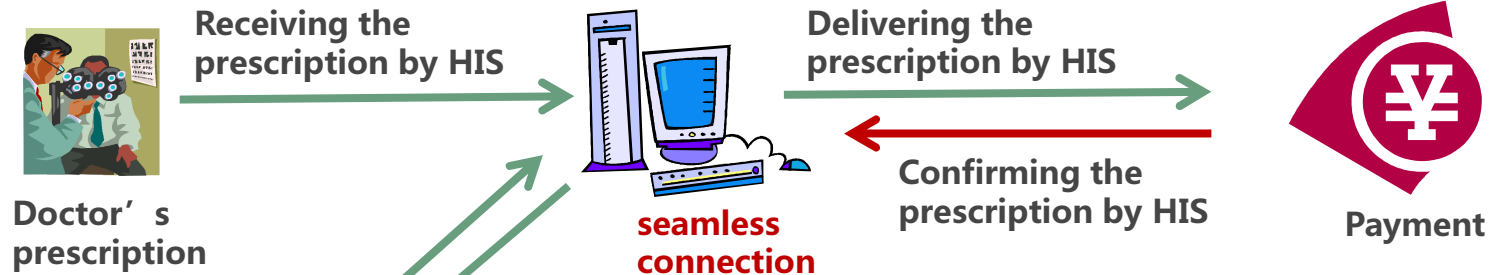 Receiving the
prescription by HIS
Delivering the
prescription by HIS
¥
Confirming the
prescription by HIS
Doctor’s
prescription
seamless
connection
Payment